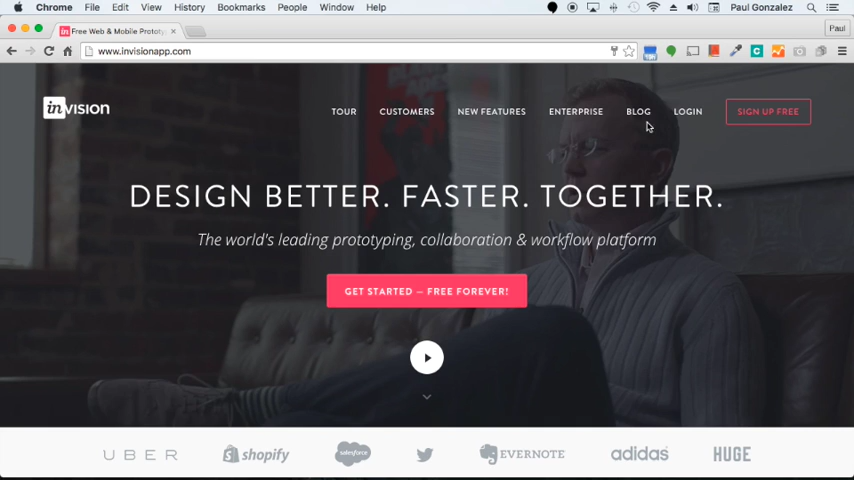 Chrome File Edit View History Bookmarks People Window Help Paul Gonzalez
Free Web & Mobile Prototyp Paul
www.invisionapp.com
invision TOUR CUSTOMERS NEW FEATURES ENTERPRISE BLOG LOGIN SIGN UP FREE
DESIGN BETTER. FASTER. TOGETHER.
The world's leading prototyping, collaboration & workflow platform
GET STARTED — FREE FOREVER!
UBER shopify salesforce EVERNOTE adidas HUGE